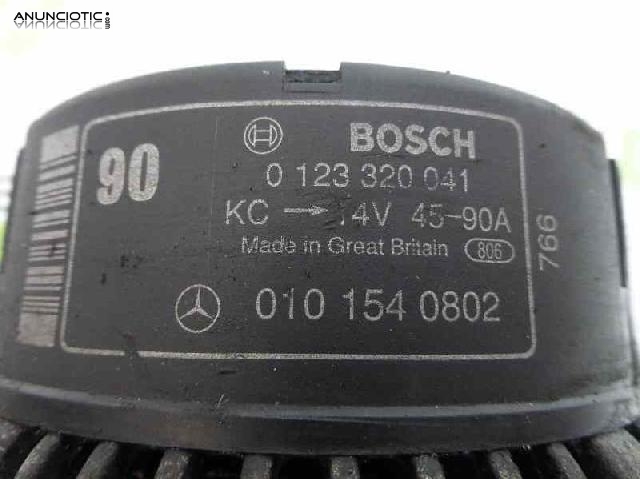 ANUNCIOTIC.COM
90
BOSCH
0 123 320 041
KC → 14V 45-90A
Made in Great Britain 806
766
010 154 0802